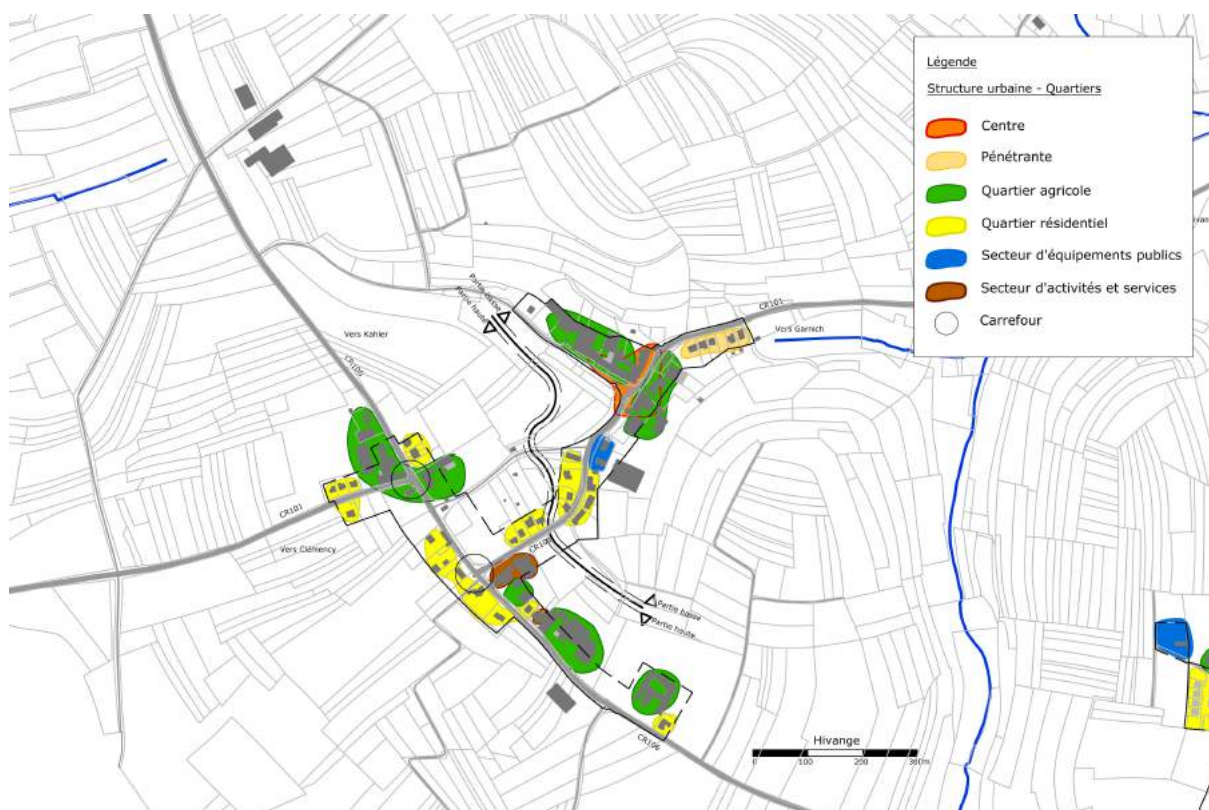 Légende
Structure urbaine - Quartiers
Centre
Pénétrante
Quartier agricole
Quartier résidentiel
Secteur d'équipements publics
Secteur d'activités et services
Carrefour
CR101
Vers Garnich
Partie basse
Partie haute
Vers Kahler
CR106
CR101
Vers Clémency
Partie basse
Partie haute
CR106
Hivange
0 100 200 300m